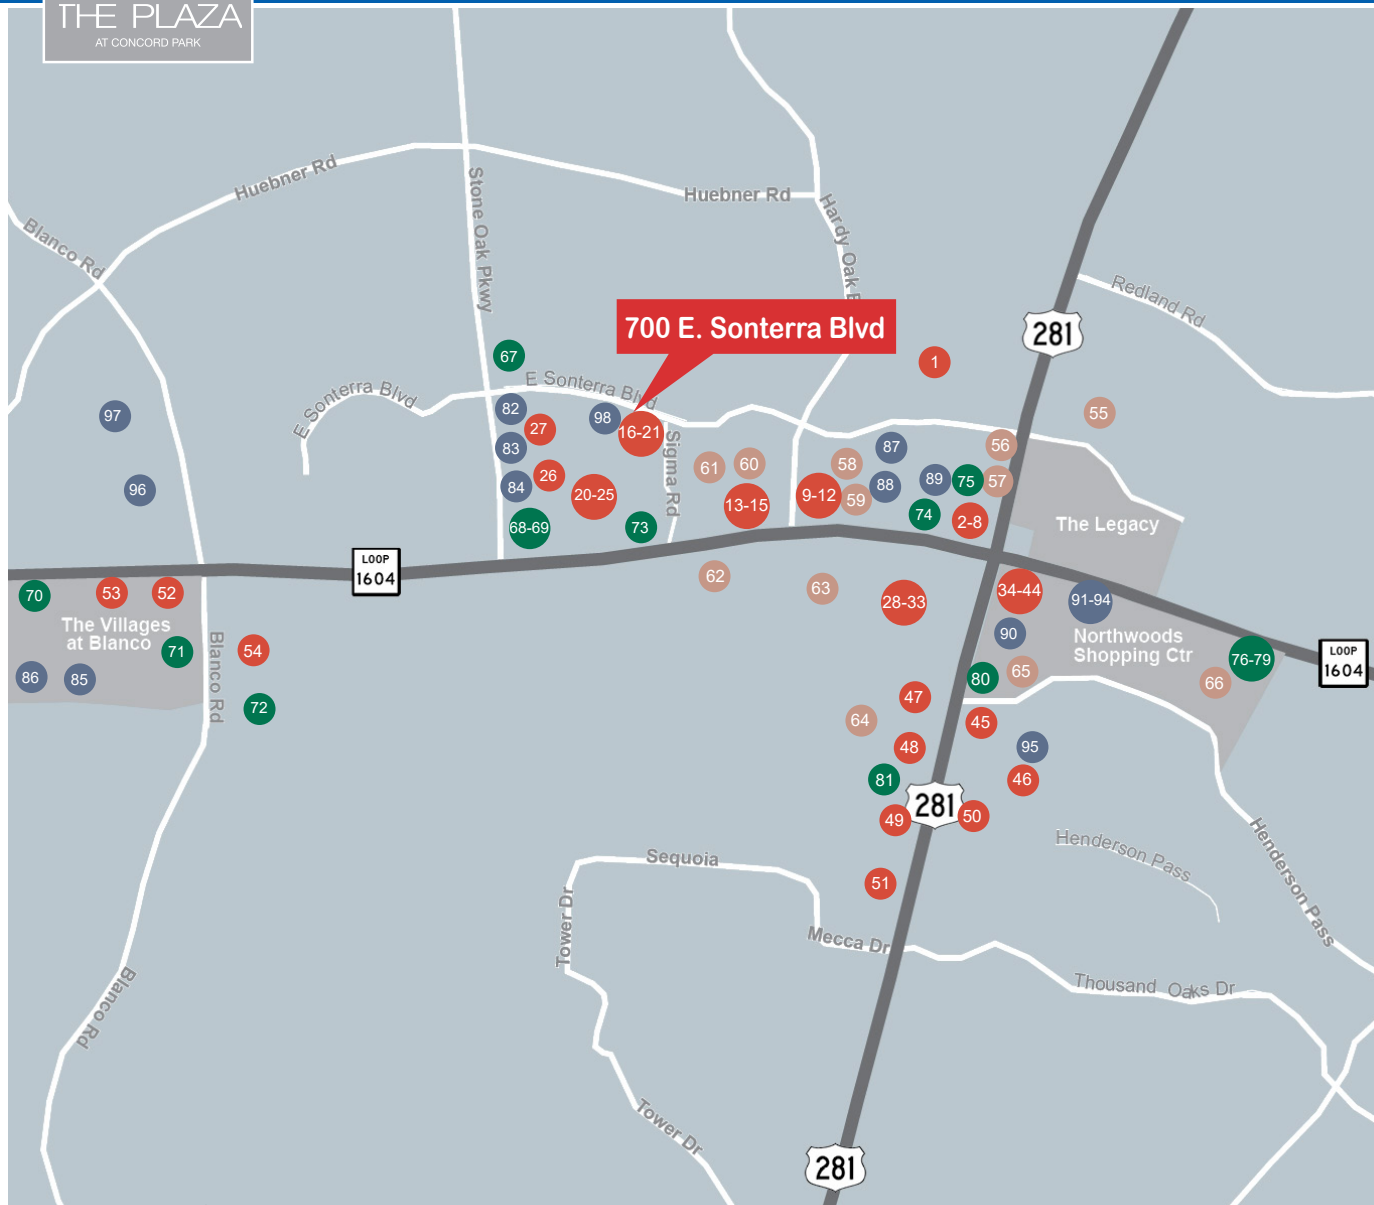 THE PLAZA
AT CONCORD PARK
Huebner Rd
Huebner Rd
Stone Oak Pkwy
Hardy Oak B
Blanco Rd
Redland Rd
281
700 E. Sonterra Blvd
67
1
E Sonterra Blvd
E Sonterra Blvd
97
82
27
98
16-21
55
83
Sigma Rd
61
60
58
87
56
96
84
26
20-25
13-15
9-12
59
88
89
75
57
68-69
73
74
2-8
The Legacy
LOOP
1604
62
63
28-33
34-44
91-94
70
53
52
The Villages
at Blanco
71
54
86
85
72
Blanco Rd
90
Northwoods
Shopping Ctr
76-79
LOOP
1604
80
65
66
47
64
45
48
95
81
46
281
49
50
Henderson Pass
Henderson Pass
Sequoia
51
Tower Dr
Mecca Dr
Thousand Oaks Dr
Blanco Rd
Tower Dr
281